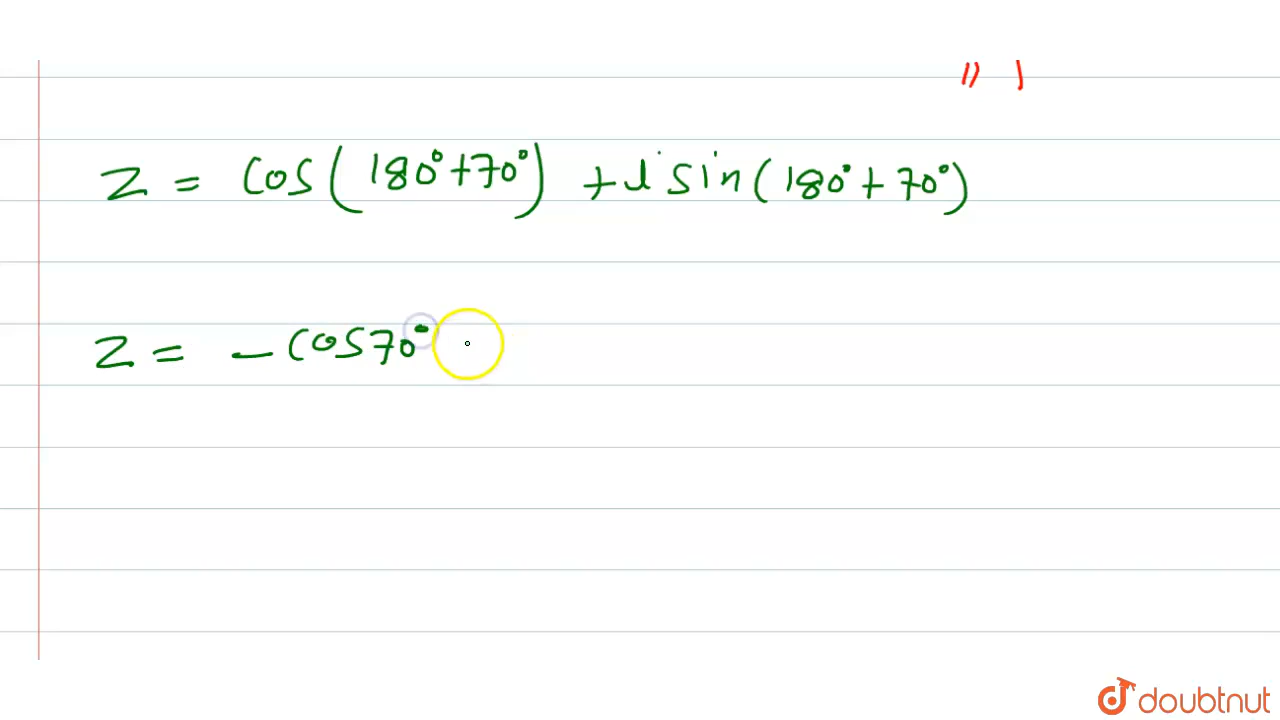 Z = Cos(180°+70°) + i Sin(180°+70°)
Z = - Cos70°
doubtnut